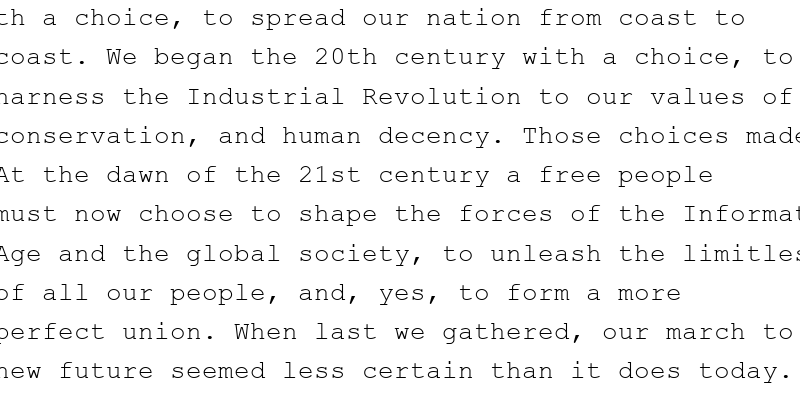 th a choice, to spread our nation from coast to
coast. We began the 20th century with a choice, to
harness the Industrial Revolution to our values of
conservation, and human decency. Those choices made
At the dawn of the 21st century a free people
must now choose to shape the forces of the Informat
Age and the global society, to unleash the limitles
of all our people, and, yes, to form a more
perfect union. When last we gathered, our march to
new future seemed less certain than it does today.